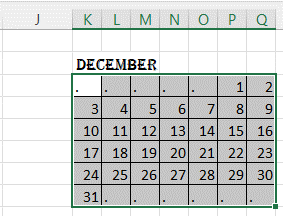 J K L M N O P Q
DECEMBER
. . . . . 1 2
3 4 5 6 7 8 9
10 11 12 13 14 15 16
17 18 19 20 21 22 23
24 25 26 27 28 29 30
31 . . . . . .